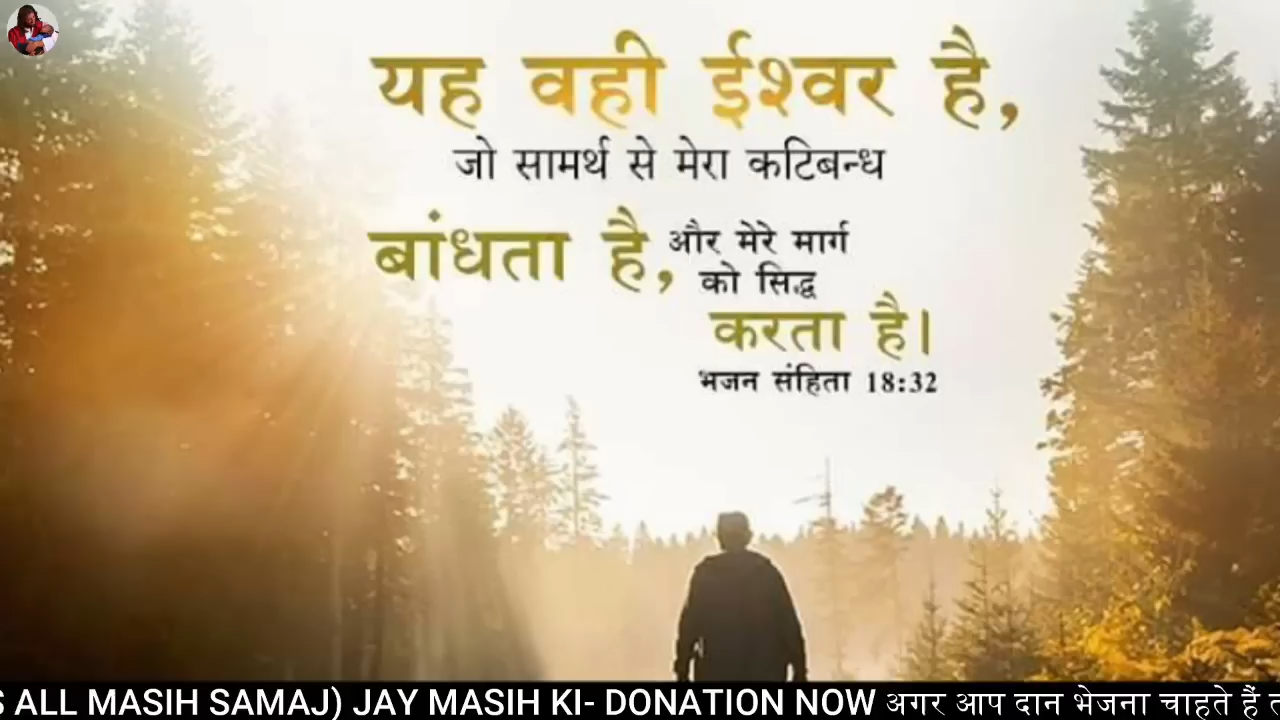 यह वही ईश्वर है,
जो सामर्थ से मेरा कटिबन्ध
बांधता है,
और मेरे मार्ग
को सिद्ध
करता है।
भजन संहिता 18:32
ALL MASIH SAMAJ) JAY MASIH KI- DONATION NOW अगर आप दान भेजना चाहते हैं